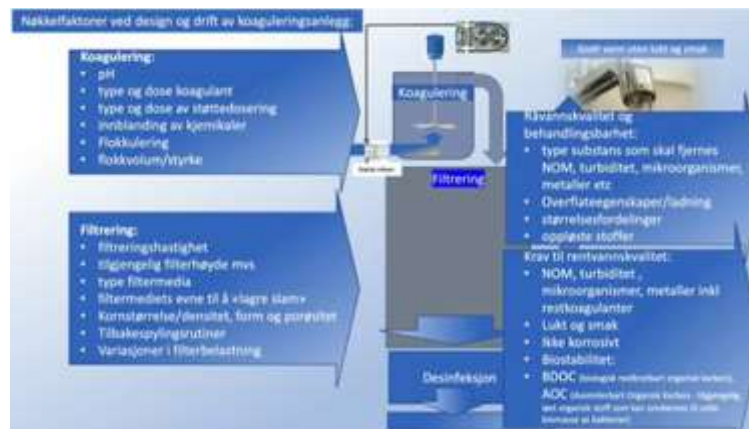 Nøkkelfaktorer ved design og drift av koaguleringsanlegg:
Koagulering:
• pH
• type og dose koagulant
• type og dose av støttedosering
• innblanding av kjemikaler
• Flokkulering
• flokkvolum/styrke
Filtrering:
• filtreringshastighet
• tilgjengelig filterhøyde mvs
• type filtermedia
• filtermediets evne til å «lagre slam»
• Kornstørrelse/densitet, form og porøsitet
• Tilbakespylingsrutiner
• Variasjoner i filterbelastning
Koagulering
Filtrering
Desinfeksjon
Godt vann uten lukt og smak
Råvannskvalitet og
behandlingsbarhet:
• type substans som skal fjernes
NOM, turbiditet, mikroorganismer,
metaller etc
• Overflateegenskaper/ladning
• størrelsesfordelinger
• oppløste stoffer
Krav til rentvannskvalitet:
• NOM, turbiditet ,
mikroorganismer, metaller inkl
restkoagulanter
• Lukt og smak
• Ikke korrosivt
• Biostabilitet:
• BDOC
AOC